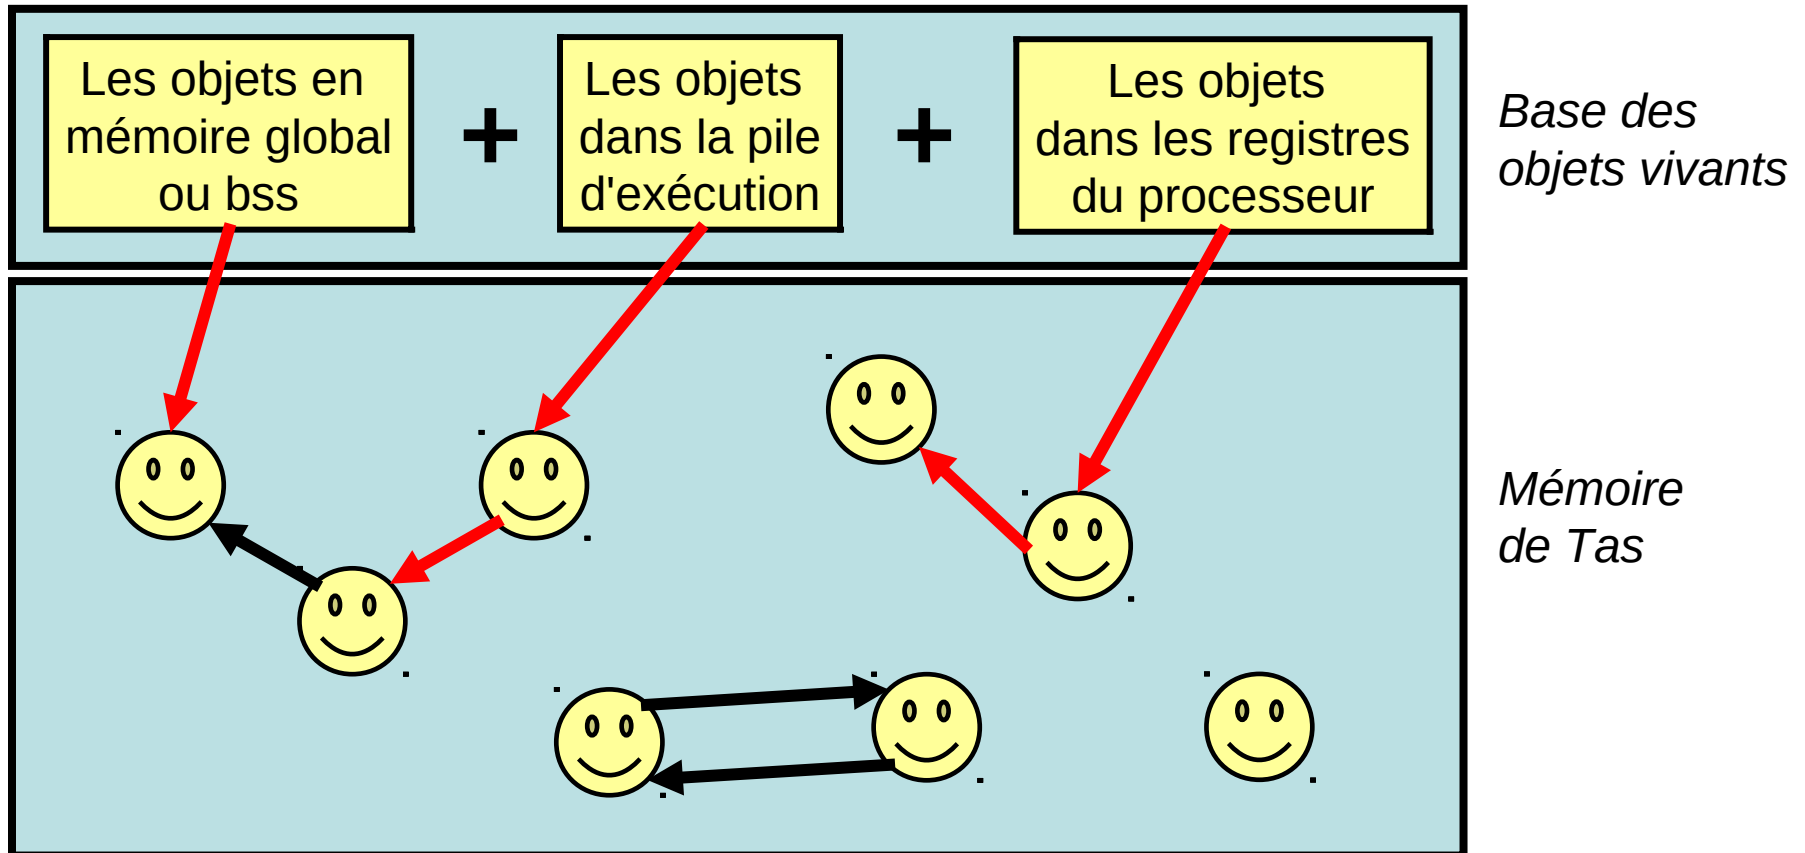 Les objets en
mémoire global
ou bss
+
Les objets
dans la pile
d'exécution
+
Les objets
dans les registres
du processeur
Base des
objets vivants
Mémoire
de Tas